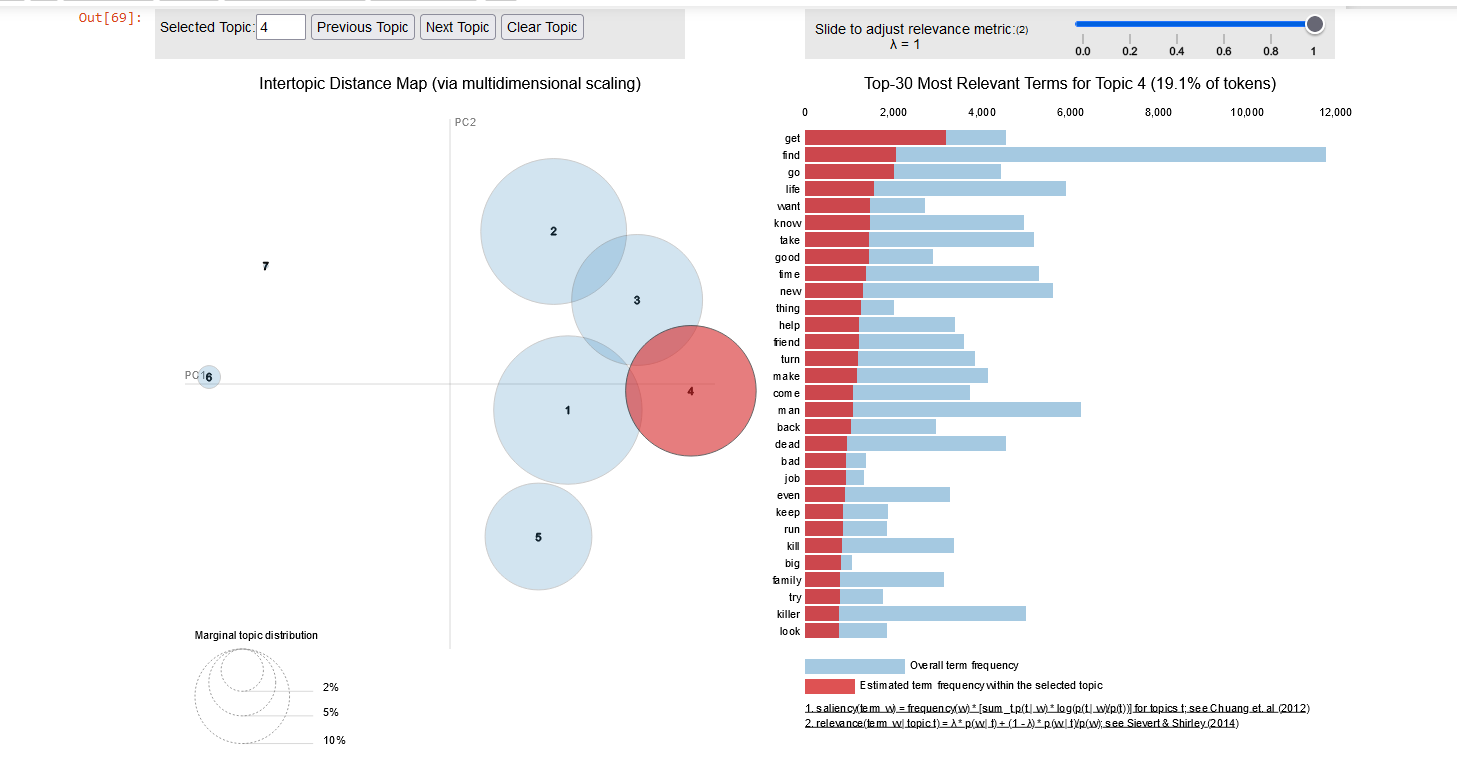 Out[69]:
Selected Topic: 4 Previous Topic Next Topic Clear Topic
Slide to adjust relevance metric:(2)
λ = 1
0.0 0.2 0.4 0.6 0.8 1
Intertopic Distance Map (via multidimensional scaling)
PC2
PC1
2
7
3
6
4
1
5
Marginal topic distribution
2%
5%
10%
Top-30 Most Relevant Terms for Topic 4 (19.1% of tokens)
0 2,000 4,000 6,000 8,000 10,000 12,000
get
find
go
life
want
know
take
good
time
new
thing
help
friend
turn
make
come
man
back
dead
bad
job
even
keep
run
kill
big
family
try
killer
look
Overall term frequency
Estimated term frequency within the selected topic
1. saliency(term w) = frequency(w) * [sum_t p(t | w) * log(p(t | w)/p(t))] for topics t; see Chuang et. al (2012)
2. relevance(term w | topic t) = λ * p(w | t) + (1 - λ) * p(w | t)/p(w); see Sievert & Shirley (2014)